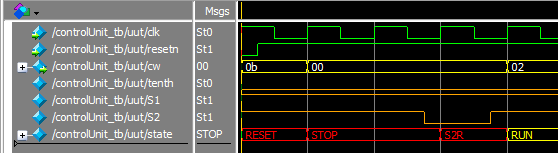 Msgs
/controlUnit_tb/uut/clk St0
/controlUnit_tb/uut/resetn St1
/controlUnit_tb/uut/cw 00 0b 00 02
/controlUnit_tb/uut/tenth St0
/controlUnit_tb/uut/S1 St1
/controlUnit_tb/uut/S2 St1
/controlUnit_tb/uut/state STOP RESET STOP S2R RUN